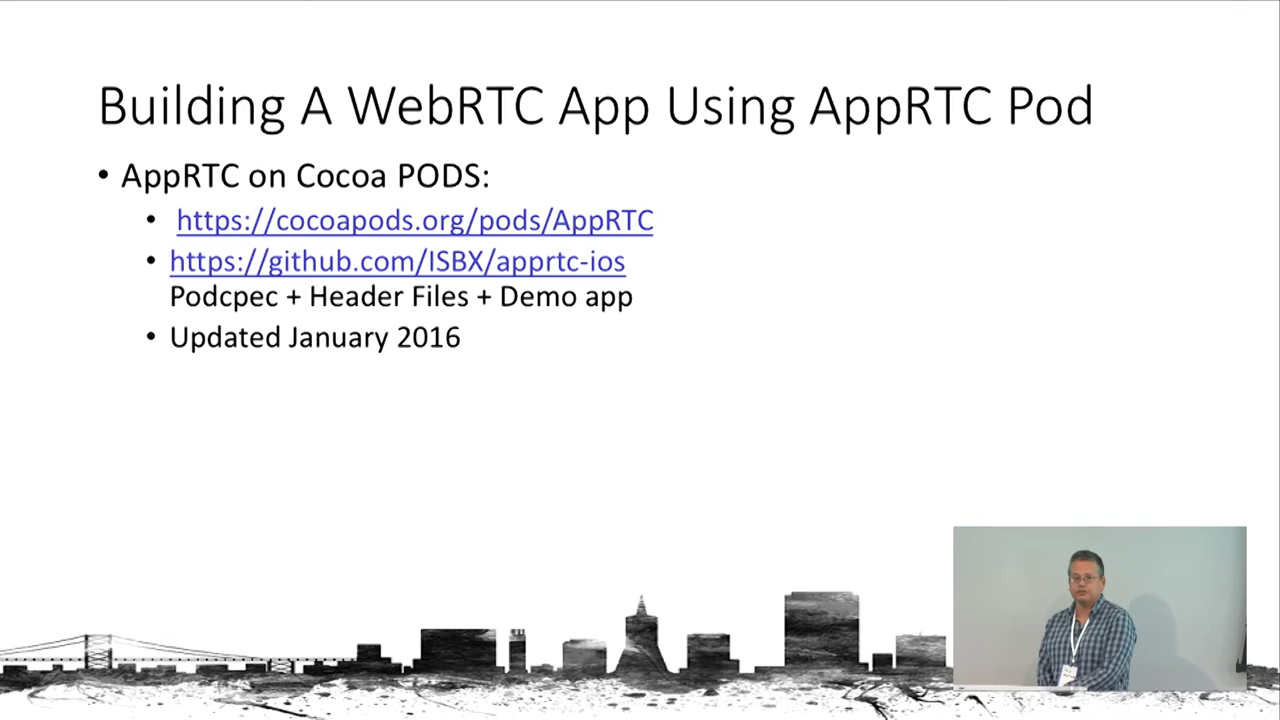 Building A WebRTC App Using AppRTC Pod
• AppRTC on Cocoa PODS:
• https://cocoapods.org/pods/AppRTC
• https://github.com/ISBX/apprtc-ios
Podcpec + Header Files + Demo app
• Updated January 2016